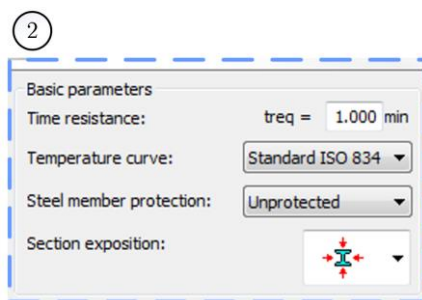 2
Basic parameters
Time resistance: treq = 1.000 min
Temperature curve: Standard ISO 834
Steel member protection: Unprotected
Section exposition: